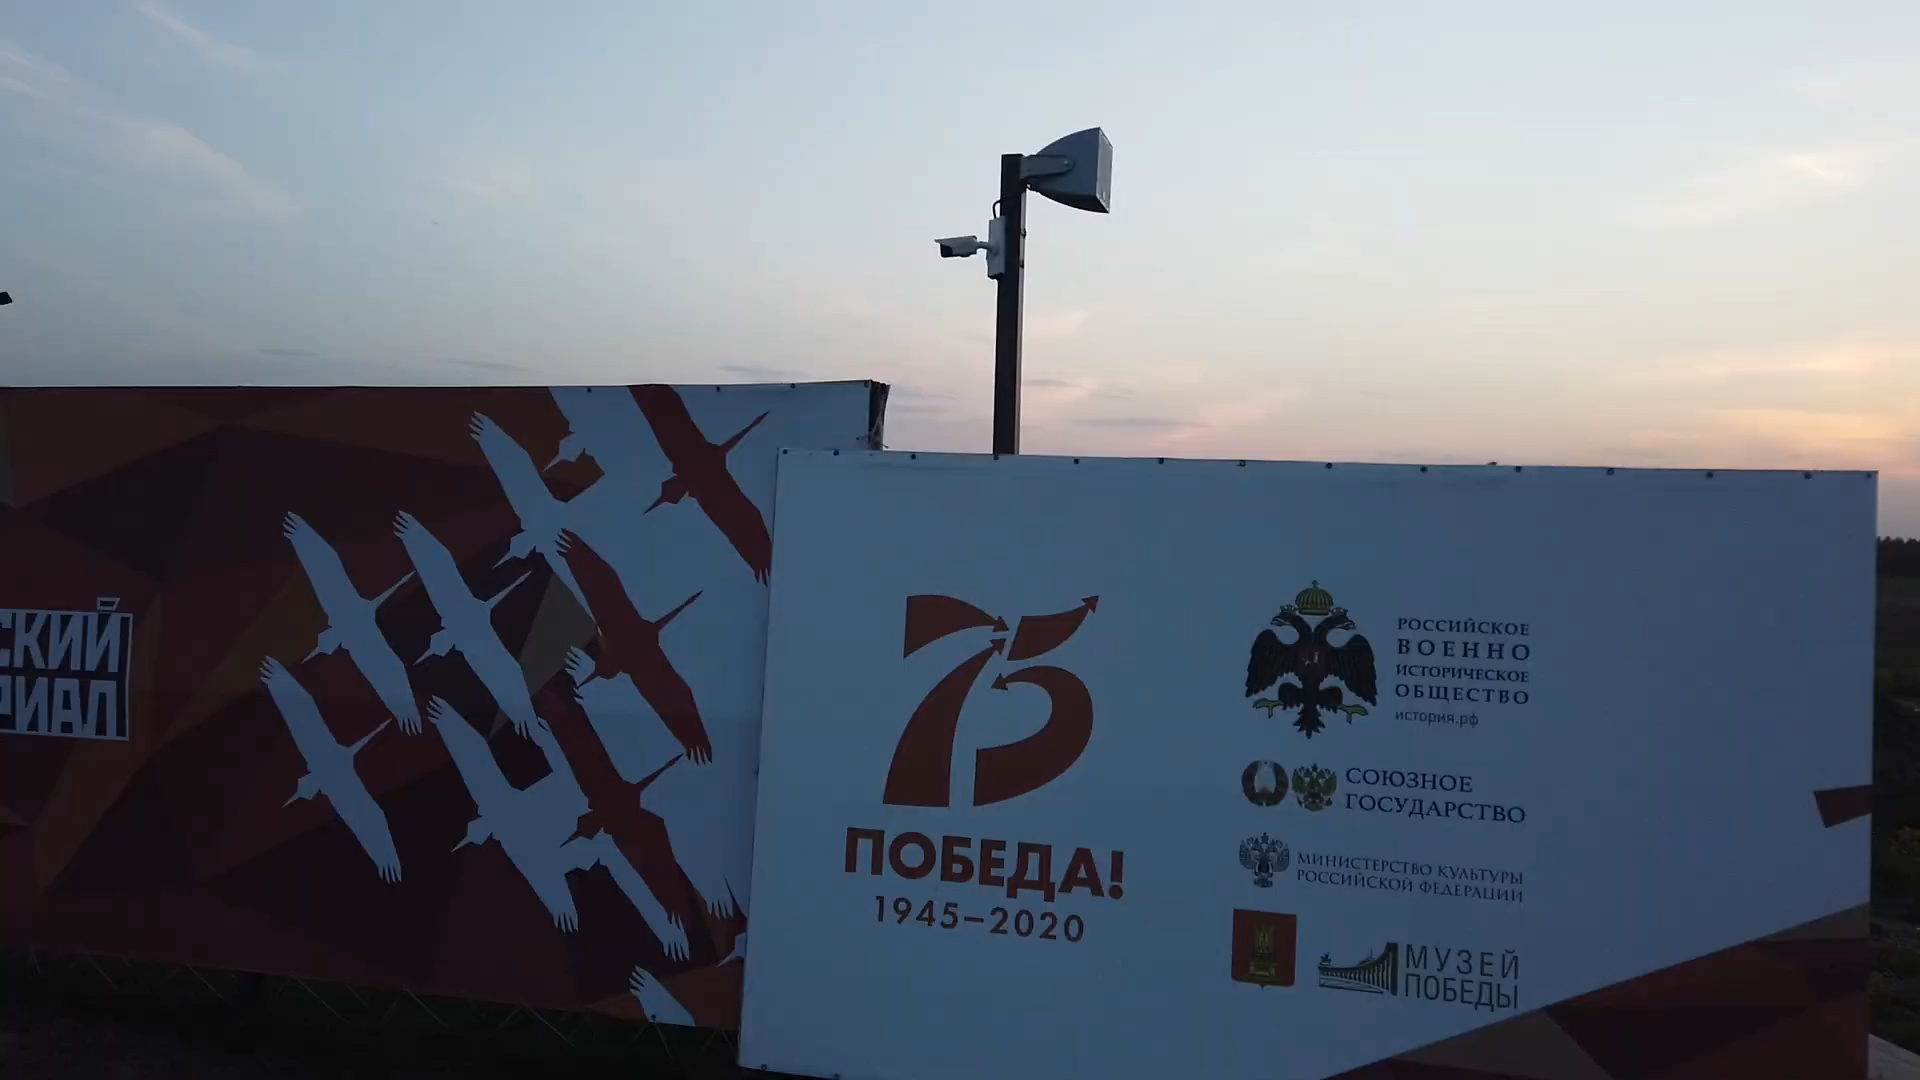 СКИЙ
РИАЛ
75
ПОБЕДА!
1945–2020
РОССИЙСКОЕ
ВОЕННО
ИСТОРИЧЕСКОЕ
ОБЩЕСТВО
история.рф
СОЮЗНОЕ
ГОСУДАРСТВО
МИНИСТЕРСТВО КУЛЬТУРЫ
РОССИЙСКОЙ ФЕДЕРАЦИИ
МУЗЕЙ
ПОБЕДЫ